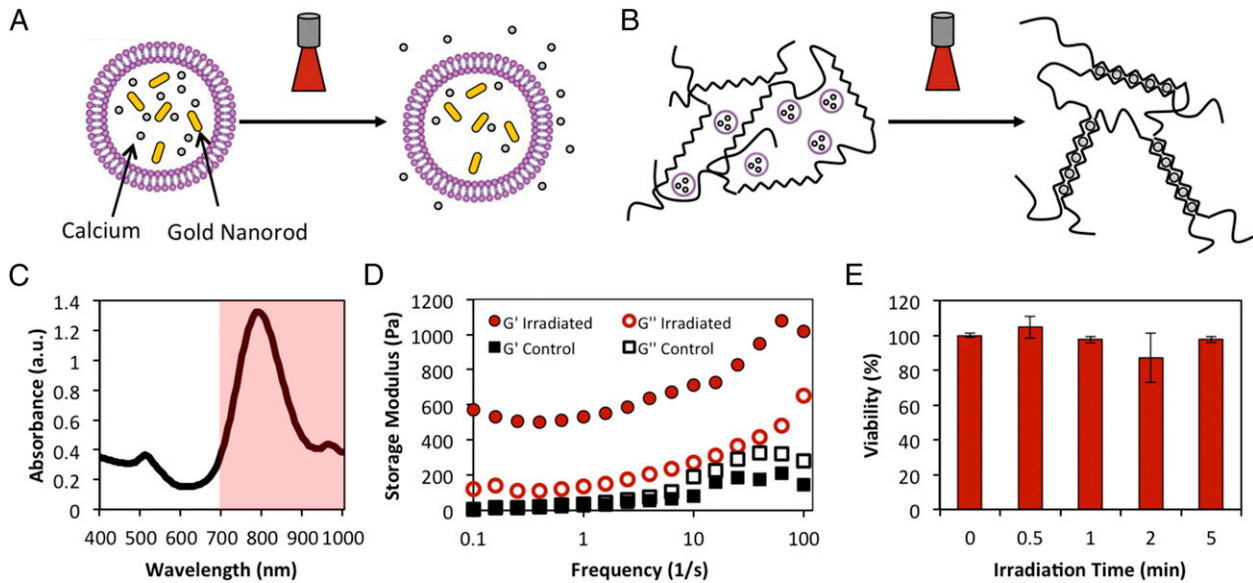 A
B
Calcium
Gold Nanorod
C
Absorbance (a.u.)
1.4
1.2
1
0.8
0.6
0.4
0.2
0
400 500 600 700 800 900 1000
Wavelength (nm)
D
Storage Modulus (Pa)
1200
1000
800
600
400
200
0
G' Irradiated
G'' Irradiated
G' Control
G'' Control
0.1 1 10 100
Frequency (1/s)
E
Viability (%)
120
100
80
60
40
20
0
0 0.5 1 2 5
Irradiation Time (min)